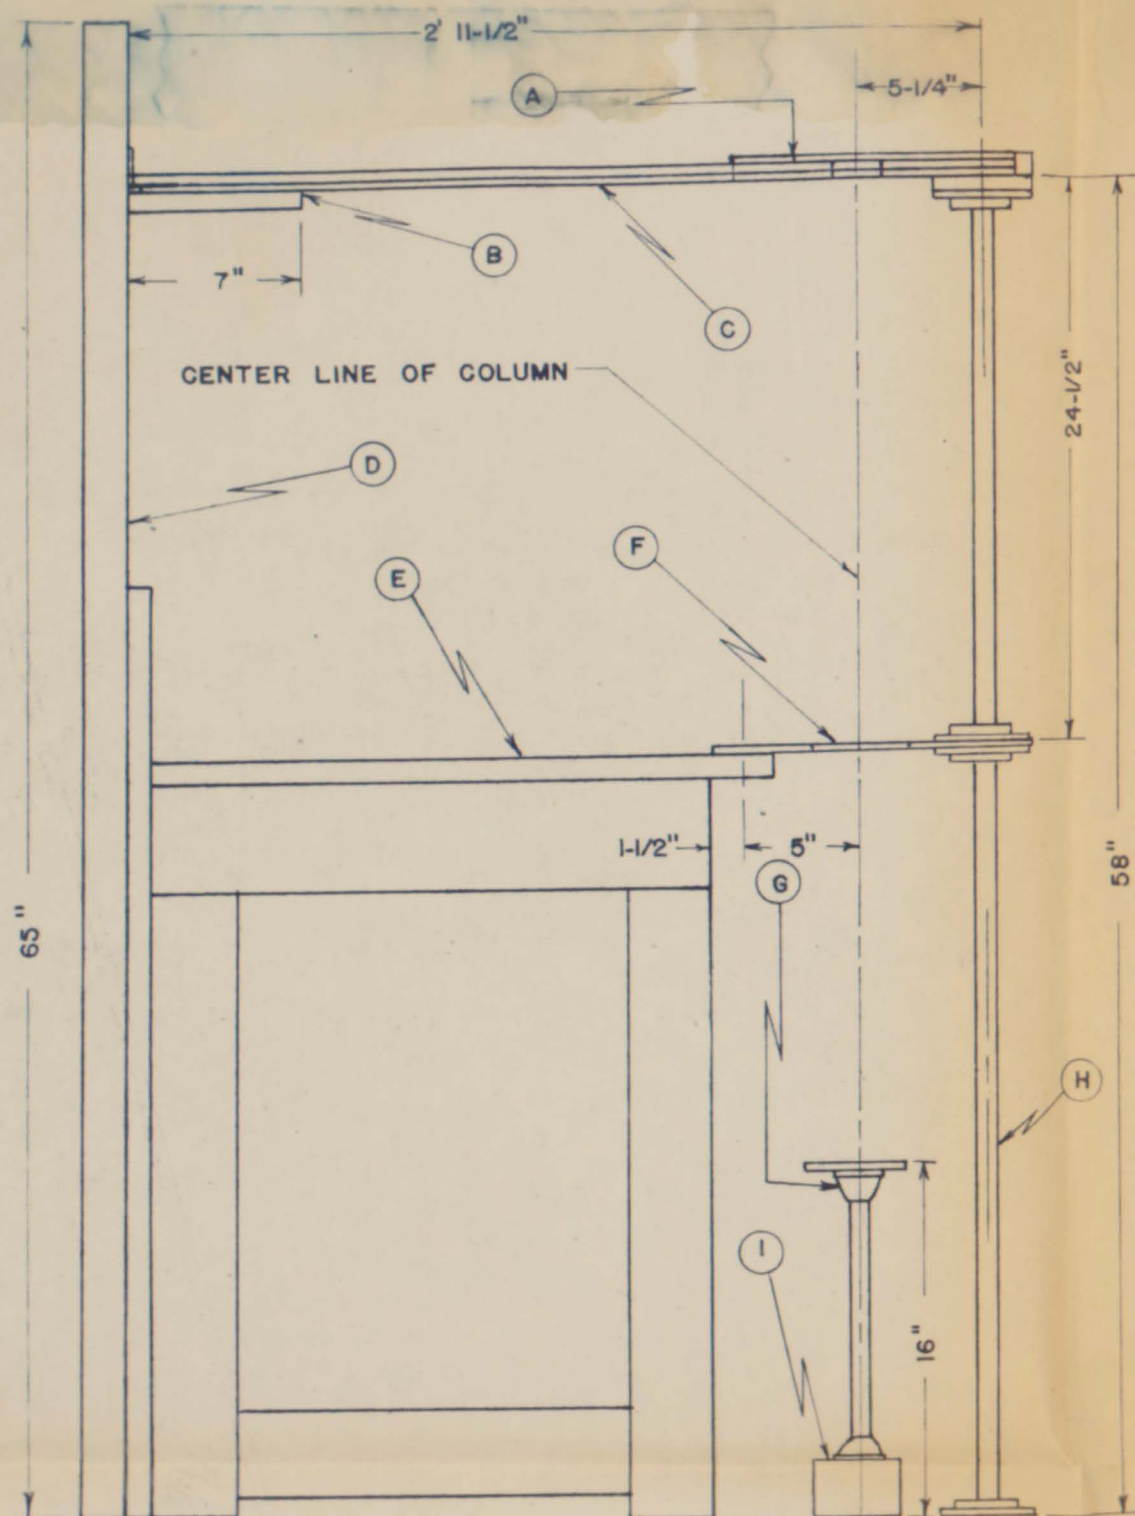 2' 11-1/2"
5-1/4"
A
B
7"
C
CENTER LINE OF COLUMN
24-1/2"
D
F
E
1-1/2"
5"
58"
G
65"
H
I
16"